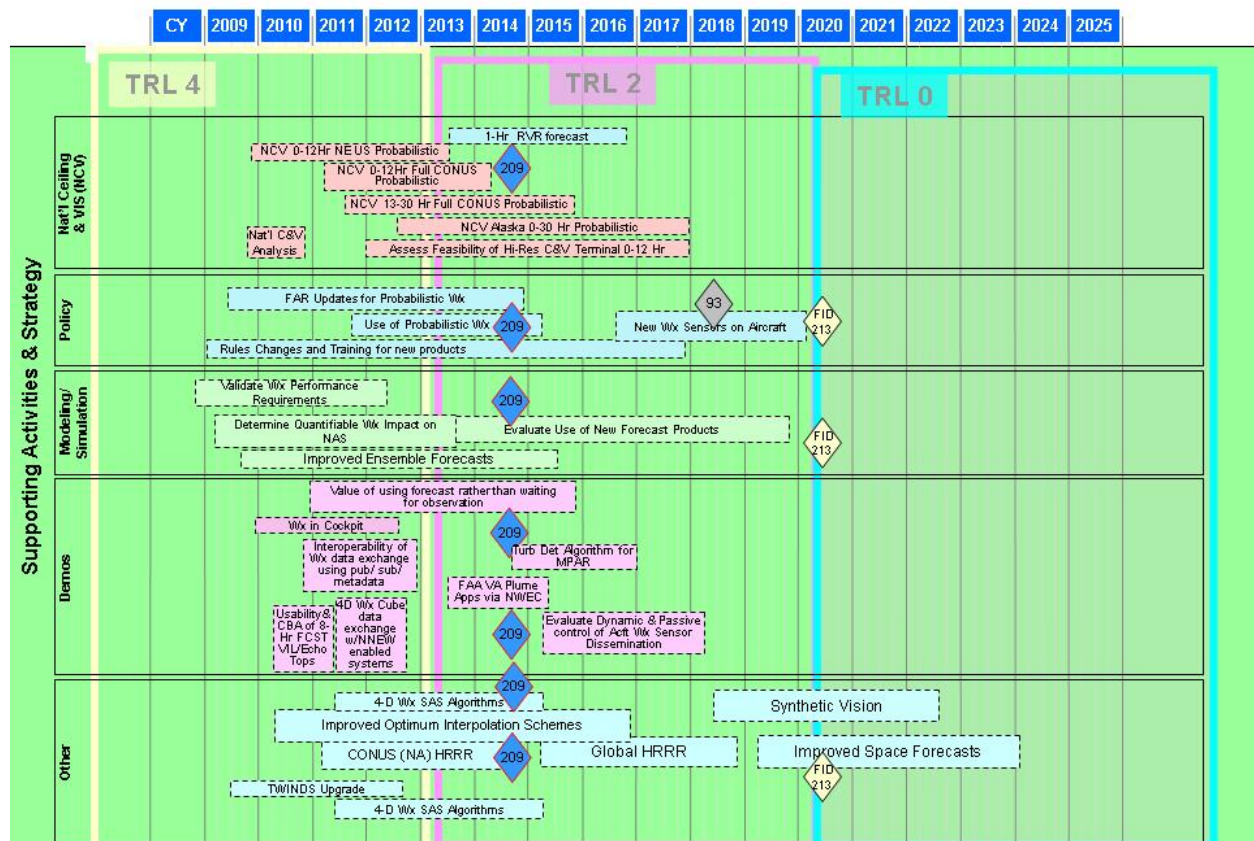 CY 2009 2010 2011 2012 2013 2014 2015 2016 2017 2018 2019 2020 2021 2022 2023 2024 2025
TRL 4
TRL 2
TRL 0
Supporting Activities & Strategy
Nat'l Ceiling
& VIS (NCV)
1-Hr RVR forecast
NCV 0-12Hr NE US Probabilistic
209
NCV 0-12Hr Full CONUS
Probabilistic
NCV 13-30 Hr Full CONUS Probabilistic
NCV Alaska 0-30 Hr Probabilistic
Nat'l C&V
Analysis
Assess Feasibility of Hi-Res C&V Terminal 0-12 Hr
Policy
FAR Updates for Probabilistic Wx
93
Use of Probabilistic Wx
209
New Wx Sensors on Aircraft
FID
213
Rules Changes and Training for new products
Modeling/
Simulation
Validate Wx Performance
Requirements
209
Determine Quantifiable Wx Impact on
NAS
Evaluate Use of New Forecast Products
FID
213
Improved Ensemble Forecasts
Demos
Value of using forecast rather than waiting
for observation
Wx in Cockpit
209
Interoperability of
Wx data exchange
using pub/ sub/
metadata
Turb Det Algorithm for
MPAR
FAA VA Plume
Apps via NWEC
Usability &
CBA of 8-
Hr FCST
VIL/Echo
Tops
4D Wx Cube
data
exchange
w/NNEW
enabled
systems
209
Evaluate Dynamic & Passive
control of Acft Wx Sensor
Dissemination
Other
209
4-D Wx SAS Algorithms
Synthetic Vision
Improved Optimum Interpolation Schemes
CONUS (NA) HRRR
209
Global HRRR
Improved Space Forecasts
FID
213
TWINDS Upgrade
4-D Wx SAS Algorithms